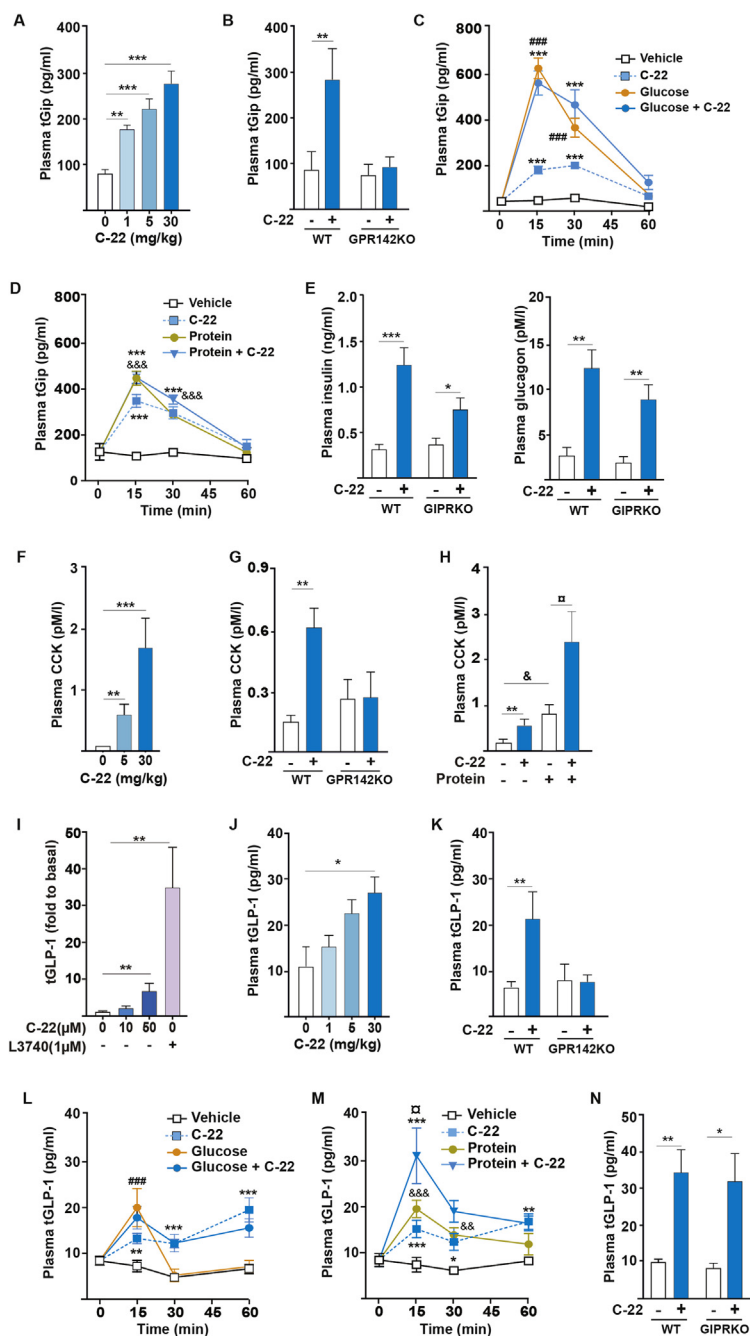 A
Plasma tGip (pg/ml)
400
300
200
100
***
***
**
0 1 5 30
C-22 (mg/kg)
B
Plasma tGip (pg/ml)
400
300
200
100
**
C-22 - + - +
WT GPR142KO
C
Plasma tGip (pg/ml)
800
600
400
200
###
***
***
###
***
***
Vehicle
C-22
Glucose
Glucose + C-22
0 15 30 45 60
Time (min)
D
Plasma tGip (pg/ml)
800
600
400
200
0
***
&&&
***
&&&
***
Vehicle
C-22
Protein
Protein + C-22
0 15 30 45 60
Time (min)
E
Plasma insulin (ng/ml)
2.0
1.5
1.0
0.5
***
*
C-22 - + - +
WT GIPRKO
Plasma glucagon (pM/l)
20
15
10
5
**
**
C-22 - + - +
WT GIPRKO
F
Plasma CCK (pM/l)
3
2
1
***
**
0 5 30
C-22 (mg/kg)
G
Plasma CCK (pM/l)
0.9
0.6
0.3
**
C-22 - + - +
WT GPR142KO
H
Plasma CCK (pM/l)
4
3
2
1
¤
&
**
C-22 - + - +
Protein - - + +
I
tGLP-1 (fold to basal)
50
40
30
20
10
0
**
**
C-22(µM) 0 10 50 0
L3740(1µM) - - - +
J
Plasma tGLP-1 (pg/ml)
40
30
20
10
*
0 1 5 30
C-22 (mg/kg)
K
Plasma tGLP-1 (pg/ml)
40
30
20
10
**
C-22 - + - +
WT GPR142KO
L
Plasma tGLP-1 (pg/ml)
40
30
20
10
0
###
**
***
***
Vehicle
C-22
Glucose
Glucose + C-22
0 15 30 45 60
Time (min)
M
Plasma tGLP-1 (pg/ml)
40
30
20
10
0
¤
***
&&&
***
&&
*
**
Vehicle
C-22
Protein
Protein + C-22
0 15 30 45 60
Time (min)
N
Plasma tGLP-1 (pg/ml)
50
40
30
20
10
**
*
C-22 - + - +
WT GIPRKO